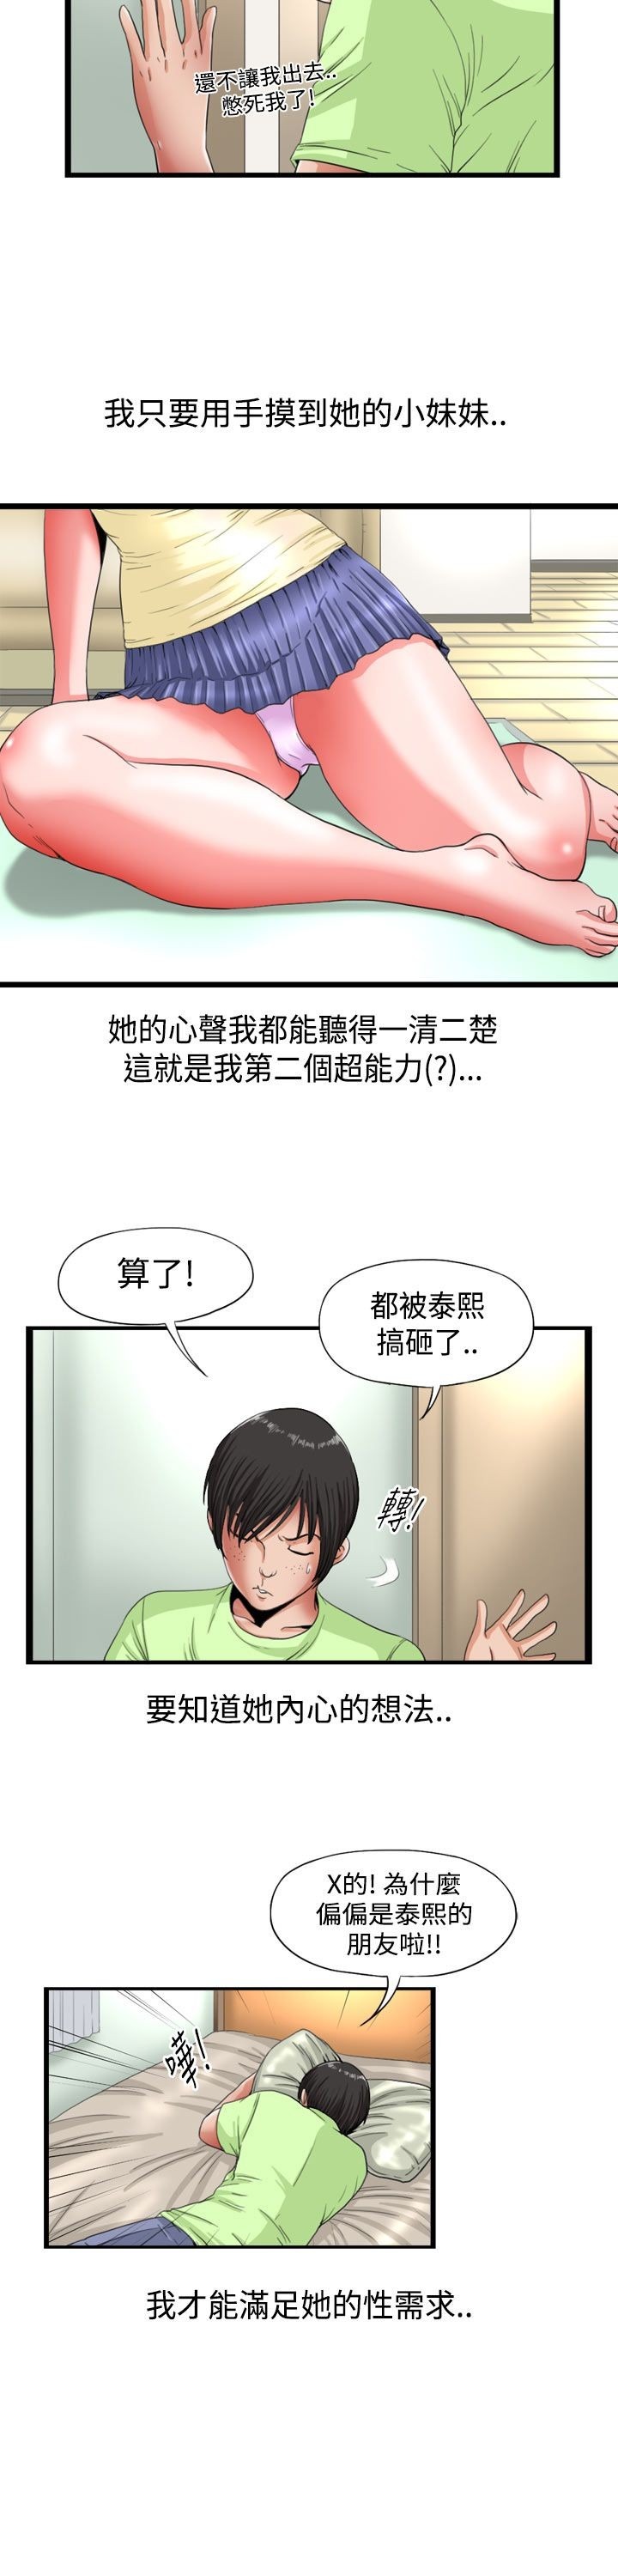 還不讓我出去..
憋死我了!
我只要用手摸到她的小妹妹..
她的心聲我都能聽得一清二楚
這就是我第二個超能力(?)...
算了!
都被泰熙
搞砸了..
轉!
要知道她內心的想法..
X的! 為什麼
偏偏是泰熙的
朋友啦!!
嘩!
我才能滿足她的性需求..